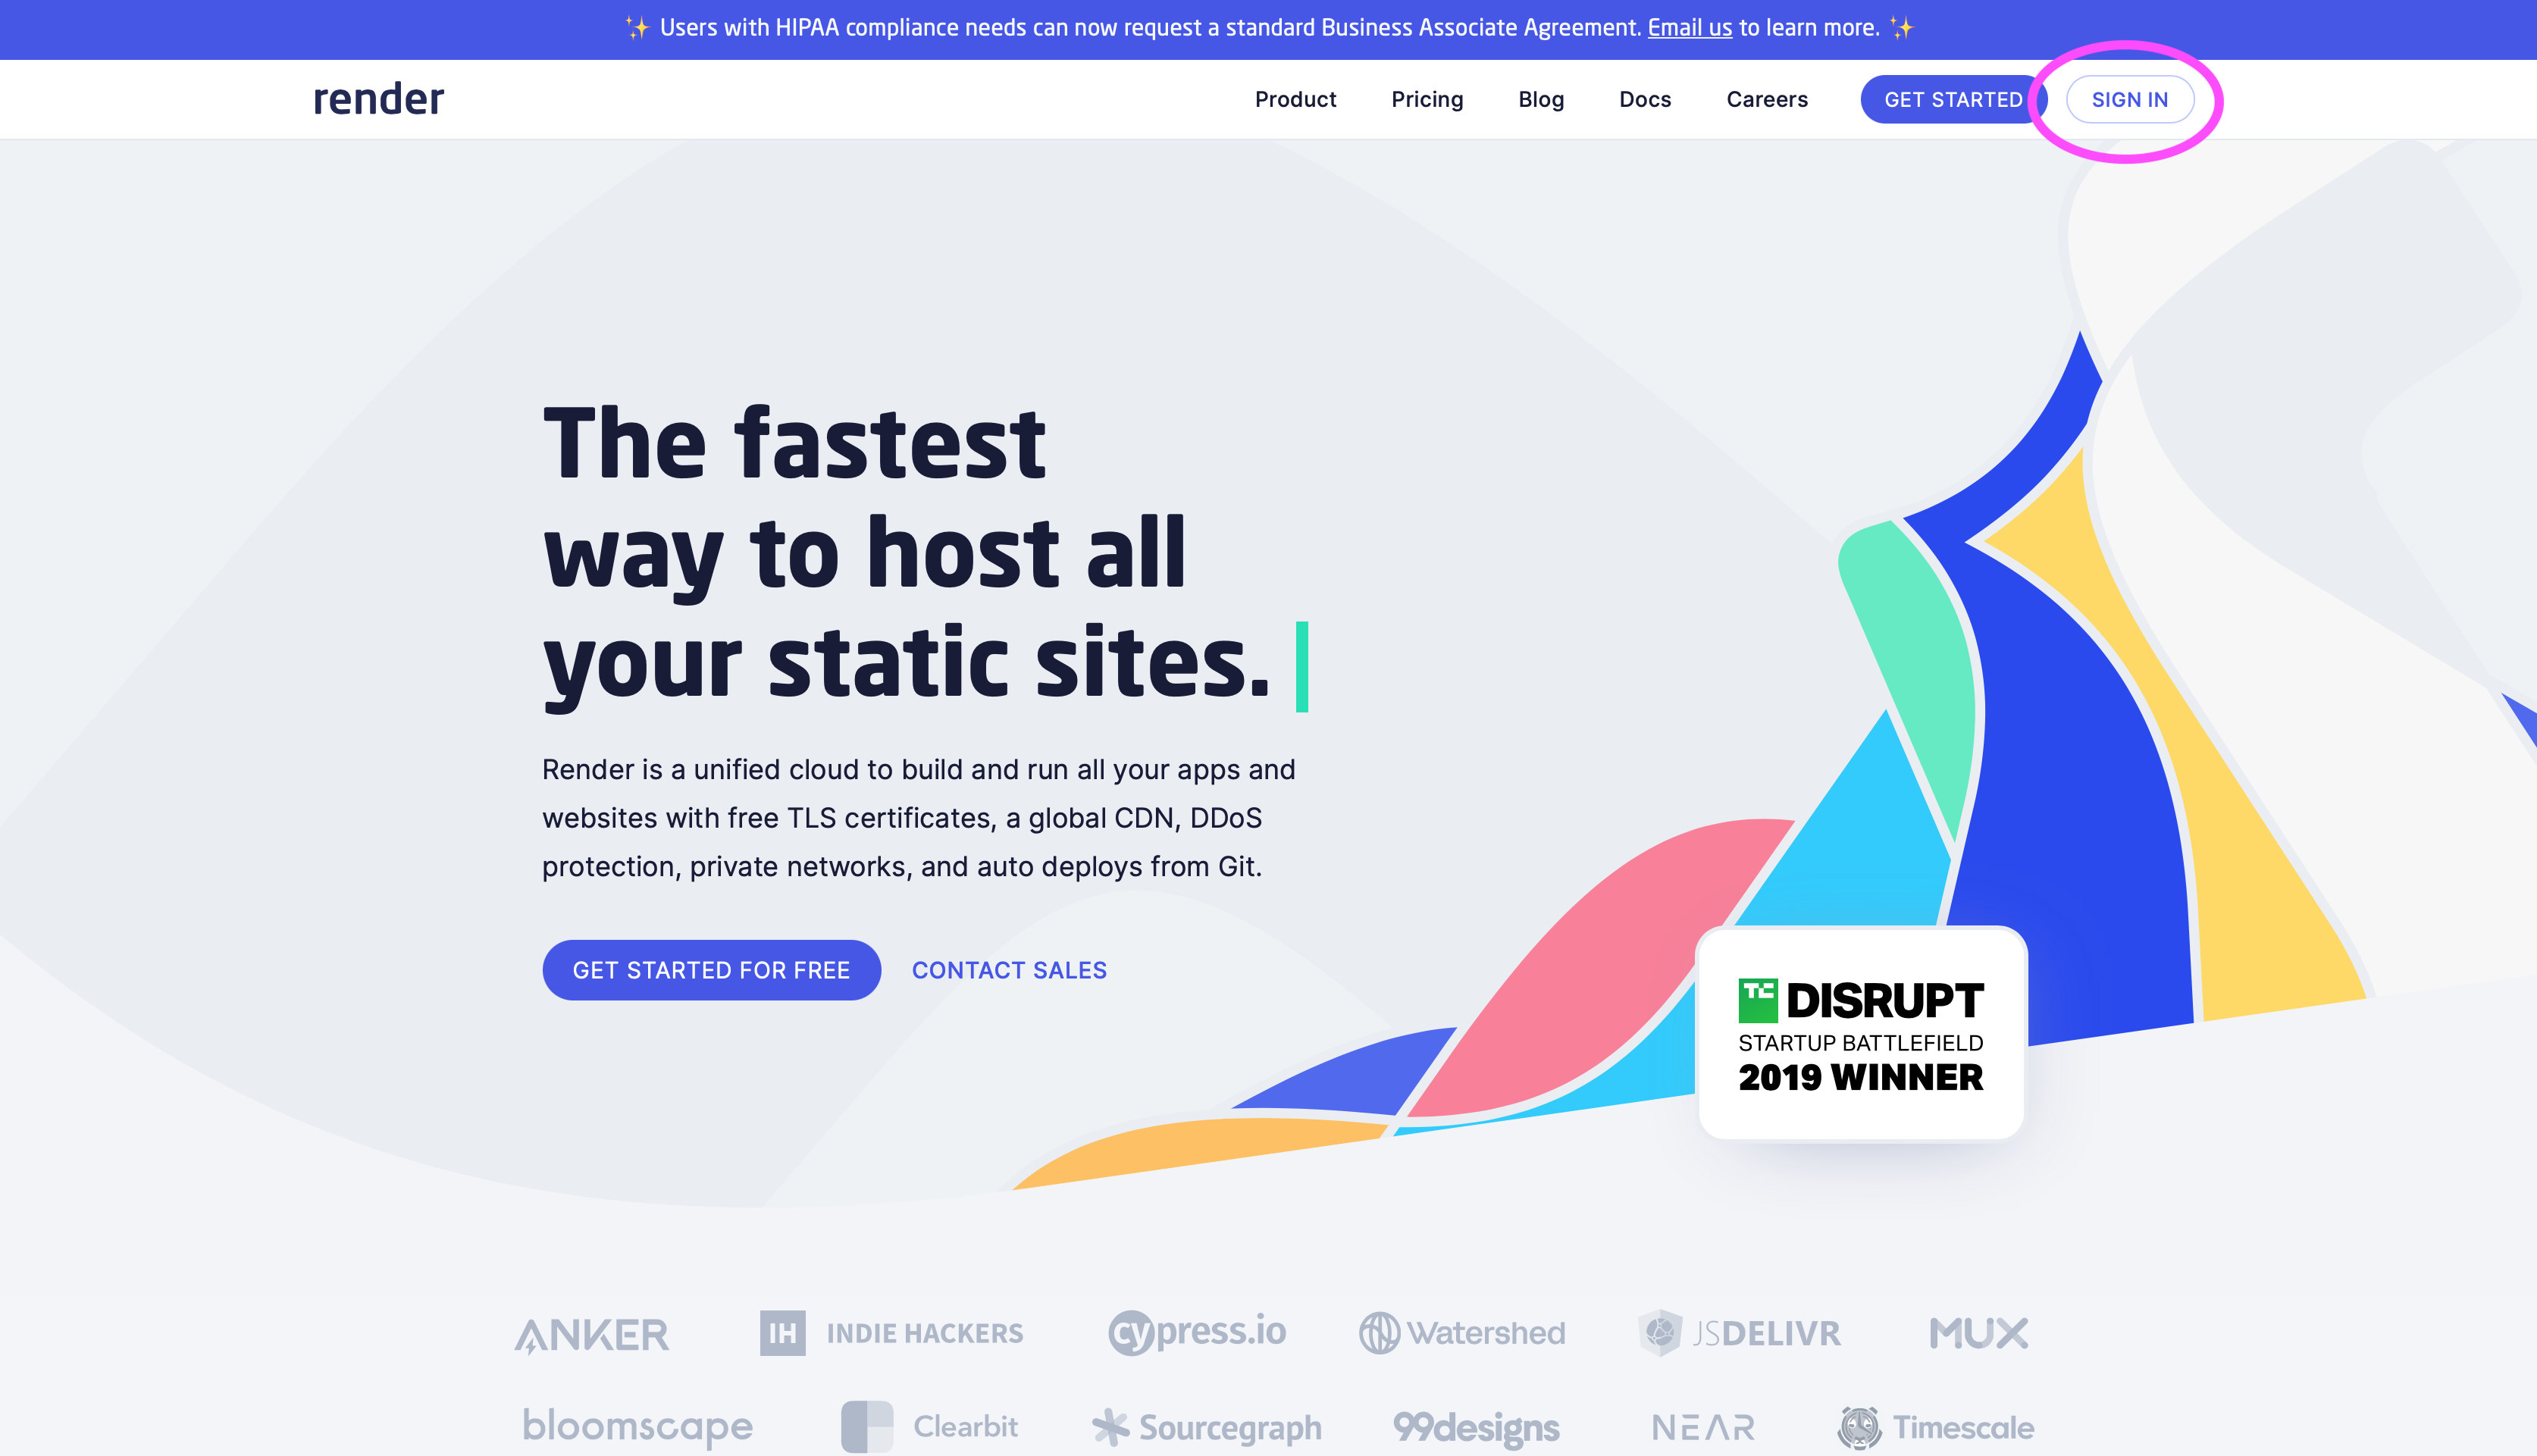 ✨ Users with HIPAA compliance needs can now request a standard Business Associate Agreement. Email us to learn more. ✨
render
Product Pricing Blog Docs Careers GET STARTED SIGN IN
The fastest
way to host all
your static sites.
Render is a unified cloud to build and run all your apps and
websites with free TLS certificates, a global CDN, DDoS
protection, private networks, and auto deploys from Git.
GET STARTED FOR FREE CONTACT SALES
TC DISRUPT
STARTUP BATTLEFIELD
2019 WINNER
ANKER IH INDIE HACKERS cypress.io Watershed JSDELIVR MUX
bloomscape Clearbit Sourcegraph 99designs NEAR Timescale